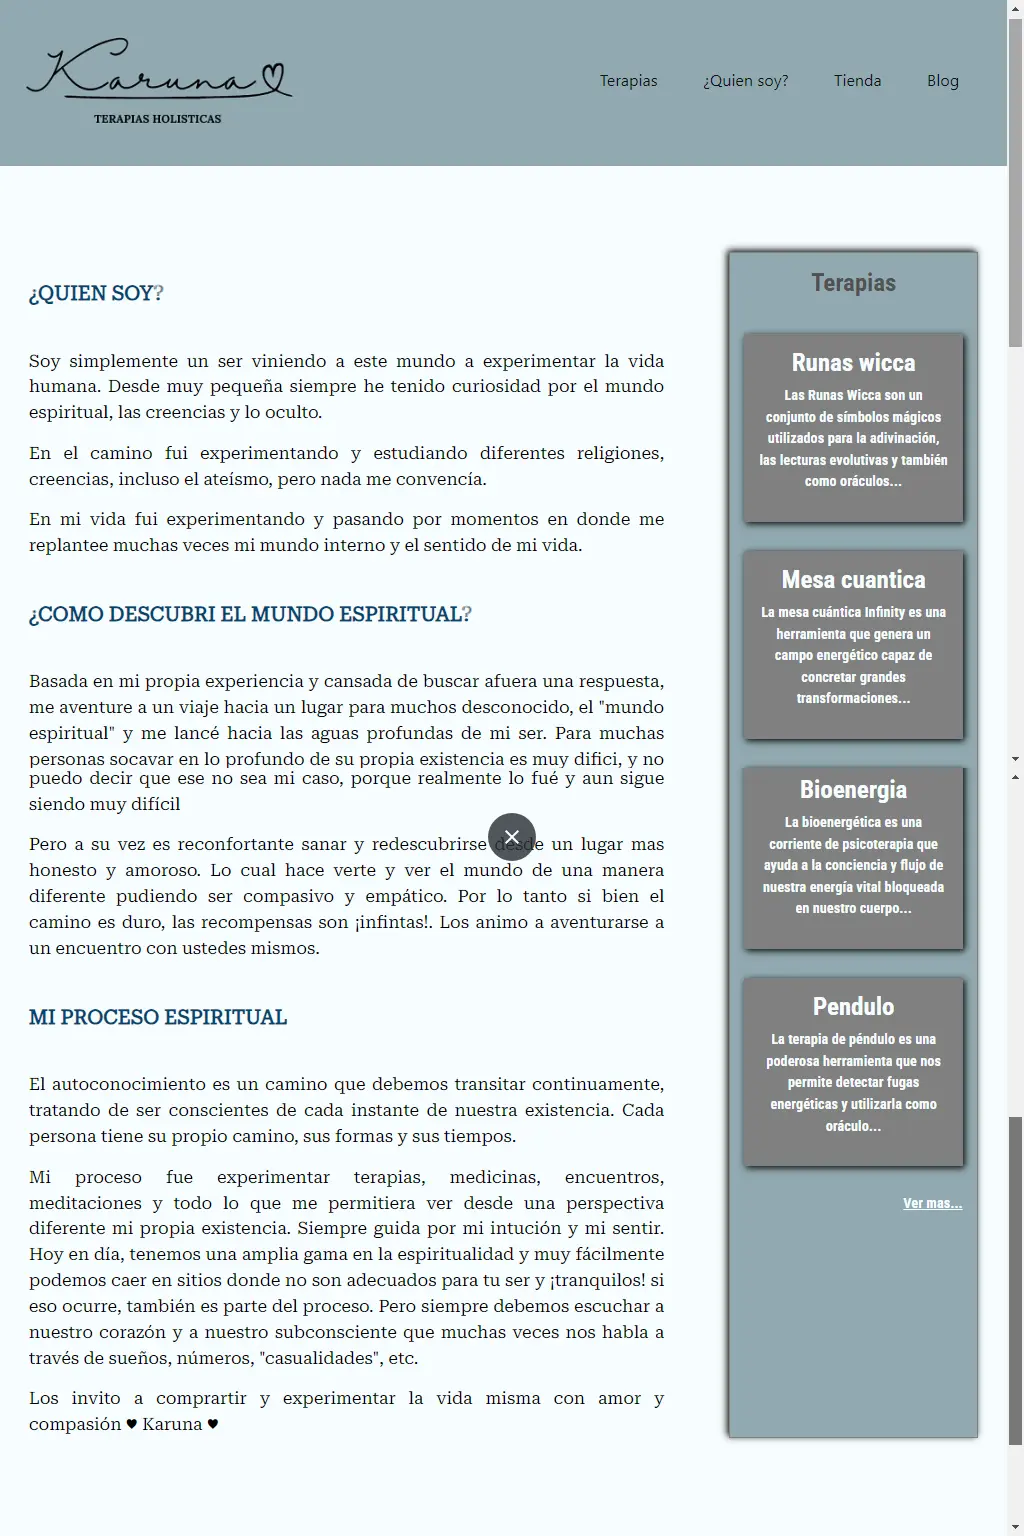 Karuna
TERAPIAS HOLISTICAS
Terapias
¿Quien soy?
Tienda
Blog
¿QUIEN SOY?
Soy simplemente un ser viniendo a este mundo a experimentar la vida
humana. Desde muy pequeña siempre he tenido curiosidad por el mundo
espiritual, las creencias y lo oculto.
En el camino fui experimentando y estudiando diferentes religiones,
creencias, incluso el ateísmo, pero nada me convencía.
En mi vida fui experimentando y pasando por momentos en donde me
replantee muchas veces mi mundo interno y el sentido de mi vida.
¿COMO DESCUBRI EL MUNDO ESPIRITUAL?
Basada en mi propia experiencia y cansada de buscar afuera una respuesta,
me aventure a un viaje hacia un lugar para muchos desconocido, el "mundo
espiritual" y me lancé hacia las aguas profundas de mi ser. Para muchas
personas socavar en lo profundo de su propia existencia es muy difici, y no
puedo decir que ese no sea mi caso, porque realmente lo fué y aun sigue
siendo muy difícil
Pero a su vez es reconfortante sanar y redescubrirse desde un lugar mas
honesto y amoroso. Lo cual hace verte y ver el mundo de una manera
diferente pudiendo ser compasivo y empático. Por lo tanto si bien el
camino es duro, las recompensas son ¡infintas!. Los animo a aventurarse a
un encuentro con ustedes mismos.
MI PROCESO ESPIRITUAL
El autoconocimiento es un camino que debemos transitar continuamente,
tratando de ser conscientes de cada instante de nuestra existencia. Cada
persona tiene su propio camino, sus formas y sus tiempos.
Mi proceso fue experimentar terapias, medicinas, encuentros,
meditaciones y todo lo que me permitiera ver desde una perspectiva
diferente mi propia existencia. Siempre guida por mi intución y mi sentir.
Hoy en día, tenemos una amplia gama en la espiritualidad y muy fácilmente
podemos caer en sitios donde no son adecuados para tu ser y ¡tranquilos! si
eso ocurre, también es parte del proceso. Pero siempre debemos escuchar a
nuestro corazón y a nuestro subconsciente que muchas veces nos habla a
través de sueños, números, "casualidades", etc.
Los invito a comprartir y experimentar la vida misma con amor y
compasión ♥ Karuna ♥
Terapias
Runas wicca
Las Runas Wicca son un
conjunto de símbolos mágicos
utilizados para la adivinación,
las lecturas evolutivas y también
como oráculos...
Mesa cuantica
La mesa cuántica Infinity es una
herramienta que genera un
campo energético capaz de
concretar grandes
transformaciones...
Bioenergia
La bioenergética es una
corriente de psicoterapia que
ayuda a la conciencia y flujo de
nuestra energía vital bloqueada
en nuestro cuerpo...
Pendulo
La terapia de péndulo es una
poderosa herramienta que nos
permite detectar fugas
energéticas y utilizarla como
oráculo...
Ver mas...